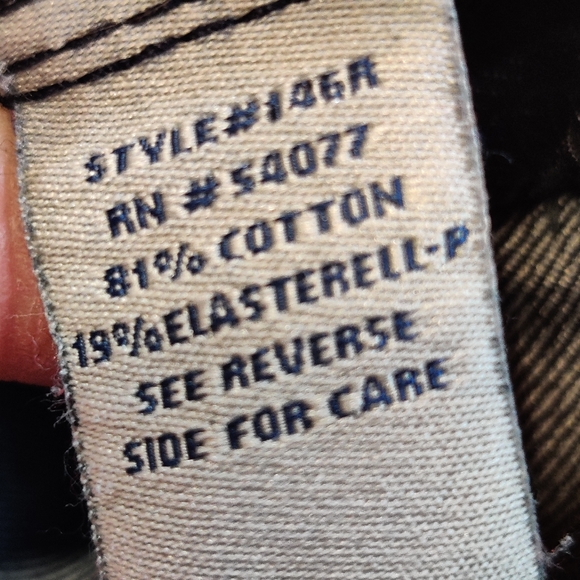 STYLE#146R
RN #54077
81% COTTON
19%ELASTERELL-P
SEE REVERSE
SIDE FOR CARE